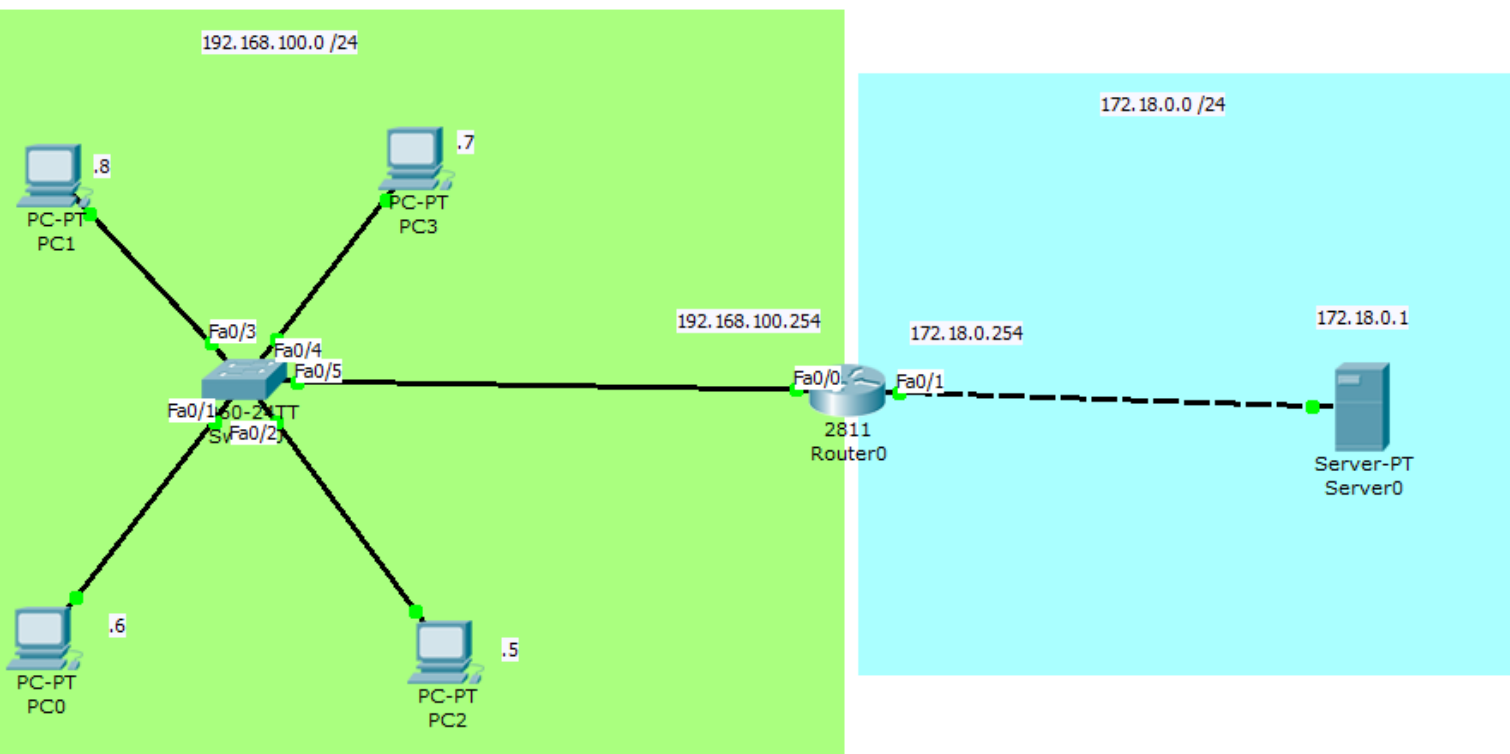 192.168.100.0 /24
172.18.0.0 /24
.8
PC-PT
PC1
.7
PC-PT
PC3
Fa0/3
Fa0/4
Fa0/5
Fa0/1
Fa0/2
192.168.100.254
172.18.0.254
172.18.0.1
Fa0/0
Fa0/1
2811
Router0
Server-PT
Server0
.6
PC-PT
PC0
.5
PC-PT
PC2